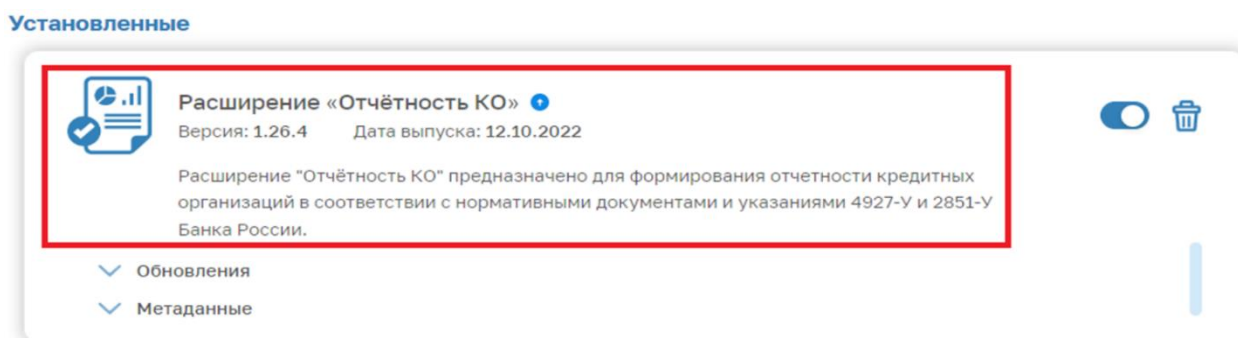 Установленные
Расширение «Отчётность КО»
Версия: 1.26.4 Дата выпуска: 12.10.2022
Расширение "Отчётность КО" предназначено для формирования отчетности кредитных
организаций в соответствии с нормативными документами и указаниями 4927-У и 2851-У
Банка России.
Обновления
Метаданные